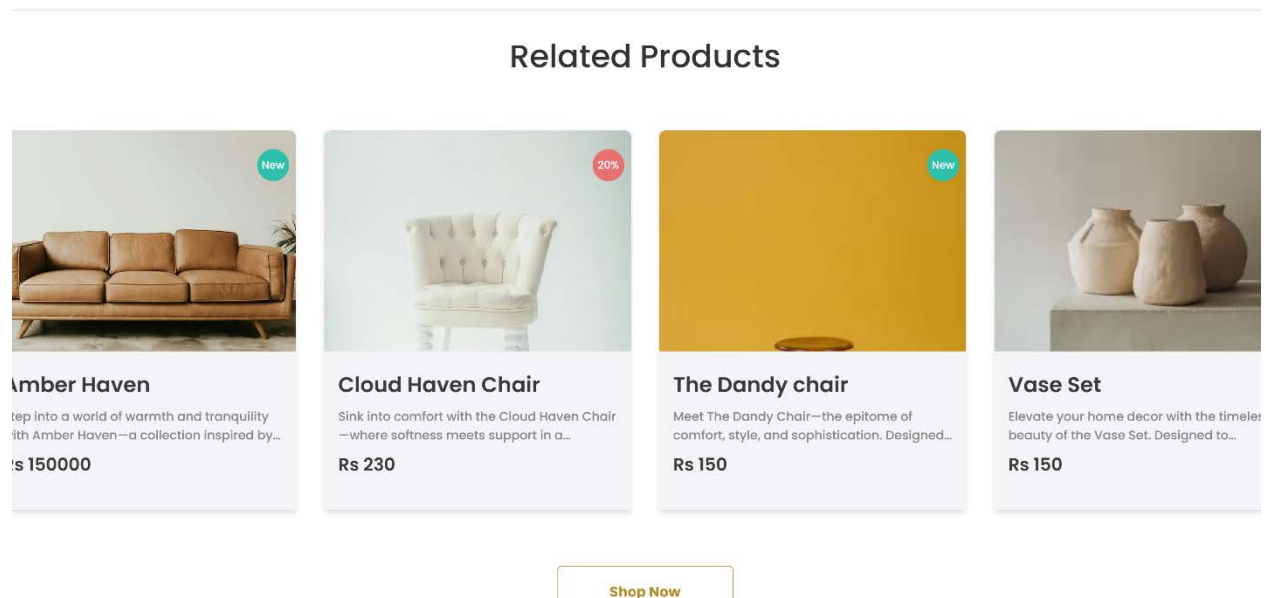 Related Products
New
Amber Haven
tep into a world of warmth and tranquility
ith Amber Haven—a collection inspired by...
Rs 150000
20%
Cloud Haven Chair
Sink into comfort with the Cloud Haven Chair
—where softness meets support in a...
Rs 230
New
The Dandy chair
Meet The Dandy Chair—the epitome of
comfort, style, and sophistication. Designed...
Rs 150
Vase Set
Elevate your home decor with the timeles
beauty of the Vase Set. Designed to...
Rs 150
Shop Now